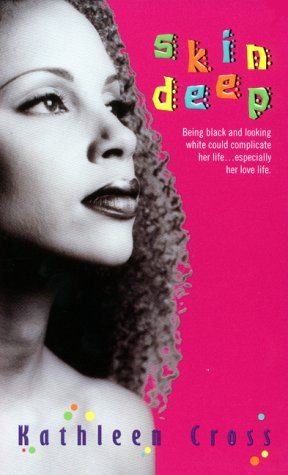 skin
deep
Being black and looking
white could complicate
her life...especially
her love life.
Kathleen Cross